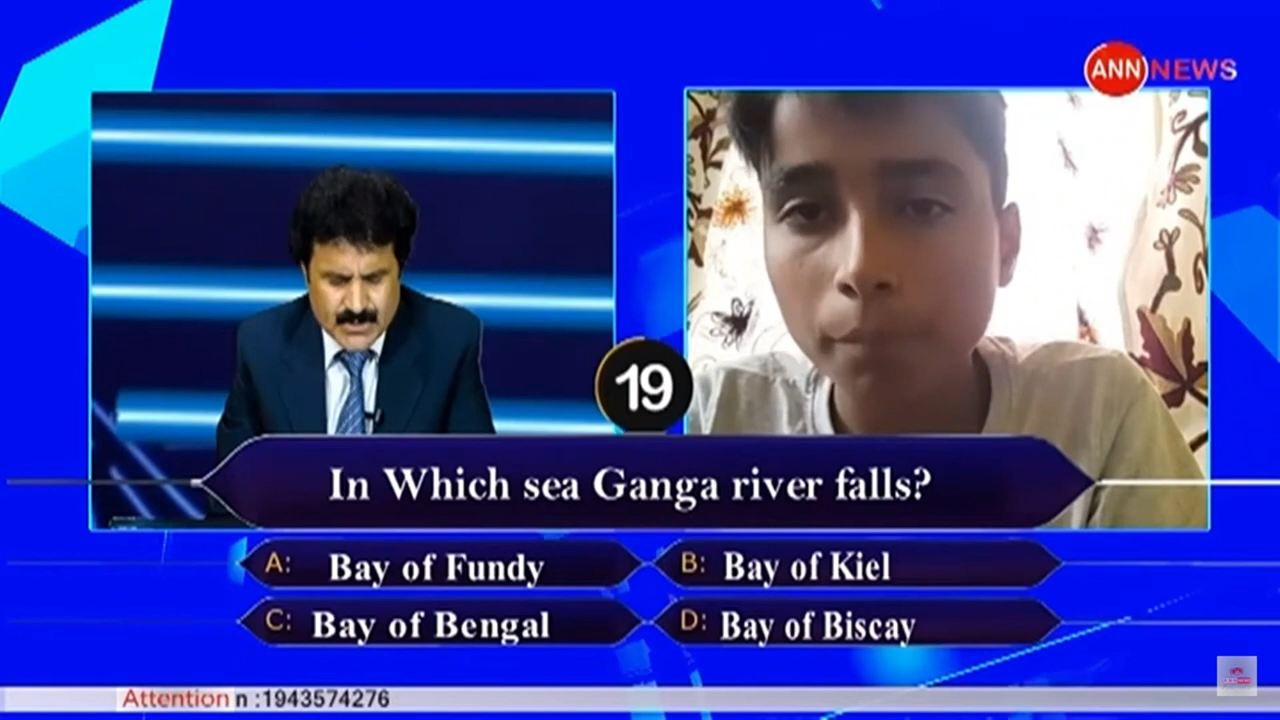 ANN NEWS
19
In Which sea Ganga river falls?
A: Bay of Fundy
B: Bay of Kiel
C: Bay of Bengal
D: Bay of Biscay
Attention n :1943574276